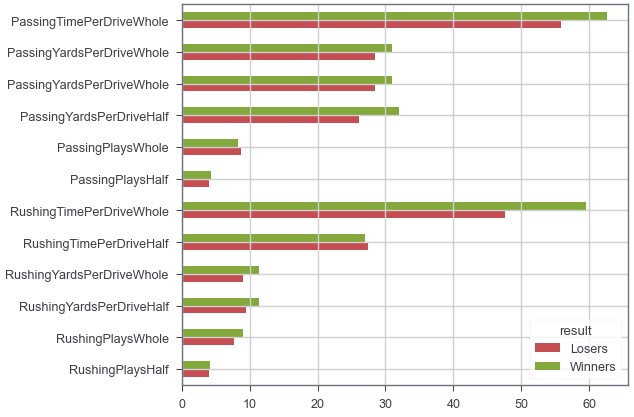 PassingTimePerDriveWhole
PassingYardsPerDriveWhole
PassingYardsPerDriveWhole
PassingYardsPerDriveHalf
PassingPlaysWhole
PassingPlaysHalf
RushingTimePerDriveWhole
RushingTimePerDriveHalf
RushingYardsPerDriveWhole
RushingYardsPerDriveHalf
RushingPlaysWhole
RushingPlaysHalf
result
Losers
Winners
0 10 20 30 40 50 60